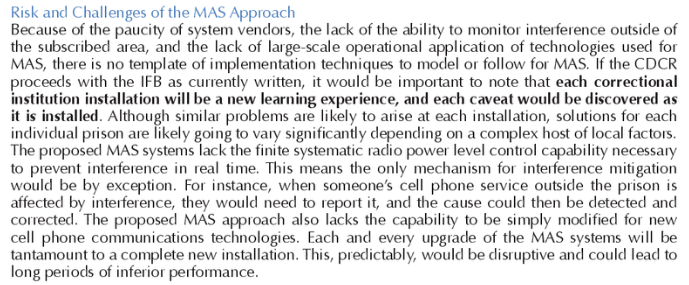 Risk and Challenges of the MAS Approach
Because of the paucity of system vendors, the lack of the ability to monitor interference outside of
the subscribed area, and the lack of large-scale operational application of technologies used for
MAS, there is no template of implementation techniques to model or follow for MAS. If the CDCR
proceeds with the IFB as currently written, it would be important to note that each correctional
institution installation will be a new learning experience, and each caveat would be discovered as
it is installed. Although similar problems are likely to arise at each installation, solutions for each
individual prison are likely going to vary significantly depending on a complex host of local factors.
The proposed MAS systems lack the finite systematic radio power level control capability necessary
to prevent interference in real time. This means the only mechanism for interference mitigation
would be by exception. For instance, when someone's cell phone service outside the prison is
affected by interference, they would need to report it, and the cause could then be detected and
corrected. The proposed MAS approach also lacks the capability to be simply modified for new
cell phone communications technologies. Each and every upgrade of the MAS systems will be
tantamount to a complete new installation. This, predictably, would be disruptive and could lead to
long periods of inferior performance.